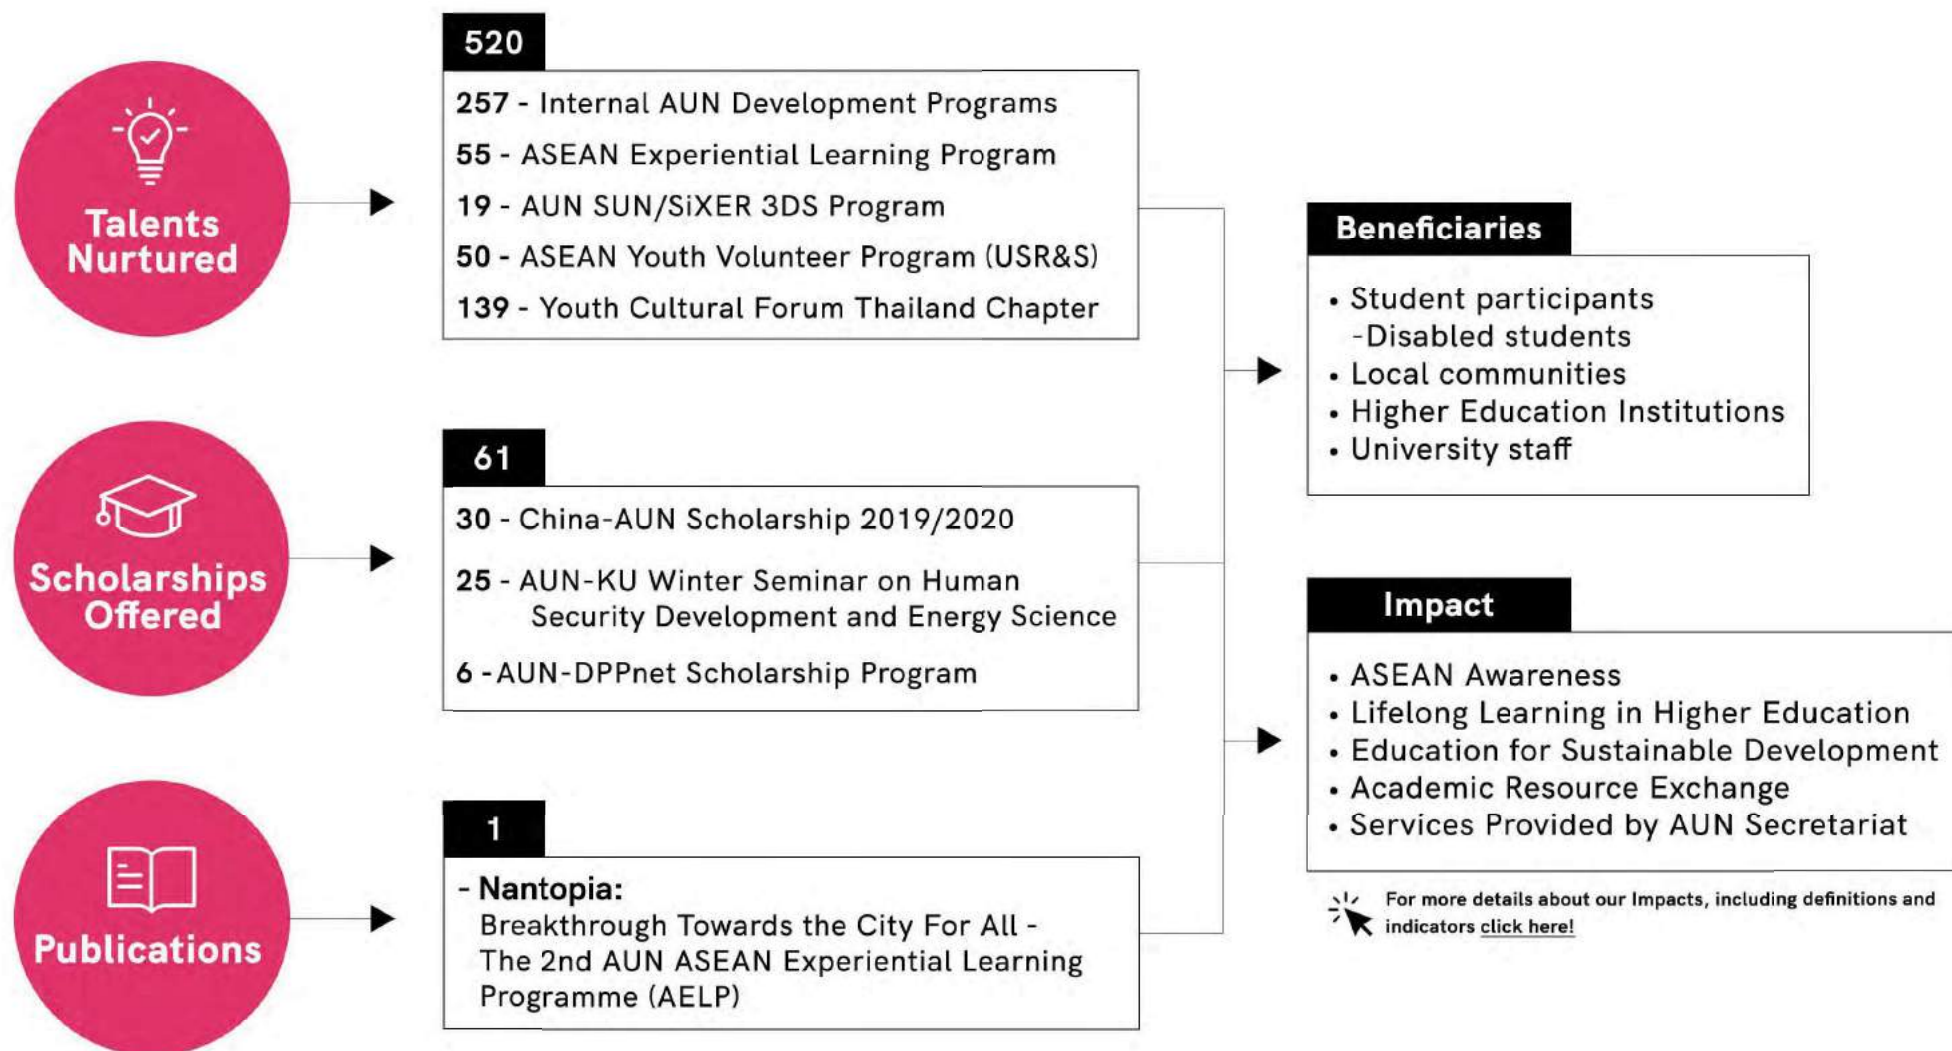 Talents
Nurtured
520
257 - Internal AUN Development Programs
55 - ASEAN Experiential Learning Program
19 - AUN SUN/SiXER 3DS Program
50 - ASEAN Youth Volunteer Program (USR&S)
139 - Youth Cultural Forum Thailand Chapter
Scholarships
Offered
61
30 - China-AUN Scholarship 2019/2020
25 - AUN-KU Winter Seminar on Human
Security Development and Energy Science
6 -AUN-DPPnet Scholarship Program
Publications
1
- Nantopia:
Breakthrough Towards the City For All -
The 2nd AUN ASEAN Experiential Learning
Programme (AELP)
Beneficiaries
• Student participants
-Disabled students
• Local communities
• Higher Education Institutions
• University staff
Impact
• ASEAN Awareness
• Lifelong Learning in Higher Education
• Education for Sustainable Development
• Academic Resource Exchange
• Services Provided by AUN Secretariat
For more details about our Impacts, including definitions and
indicators click here!